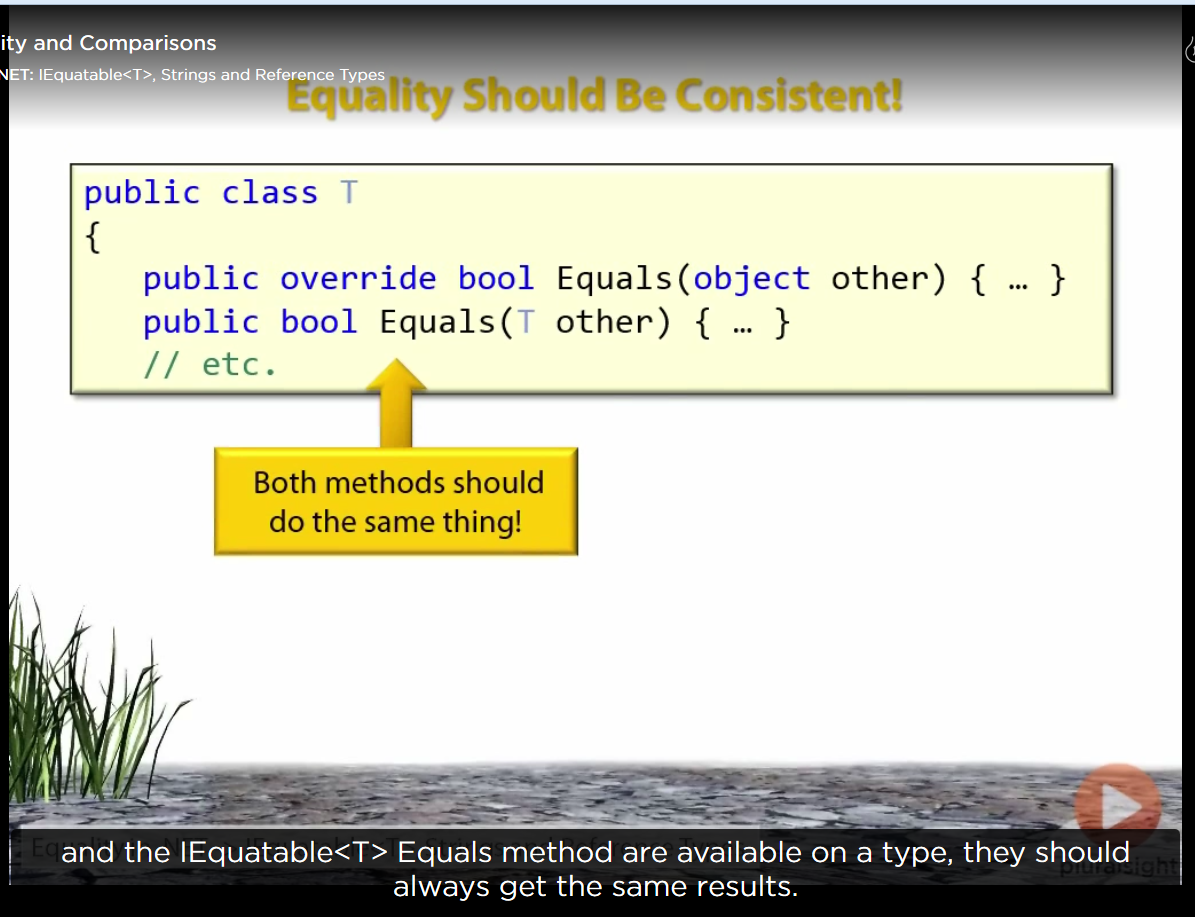 ity and Comparisons
NET: IEquatable<T>, Strings and Reference Types
Equality Should Be Consistent!
public class T
{
public override bool Equals(object other) { … }
public bool Equals(T other) { … }
// etc.
Both methods should
do the same thing!
and the IEquatable<T> Equals method are available on a type, they should
always get the same results.
pluralsight